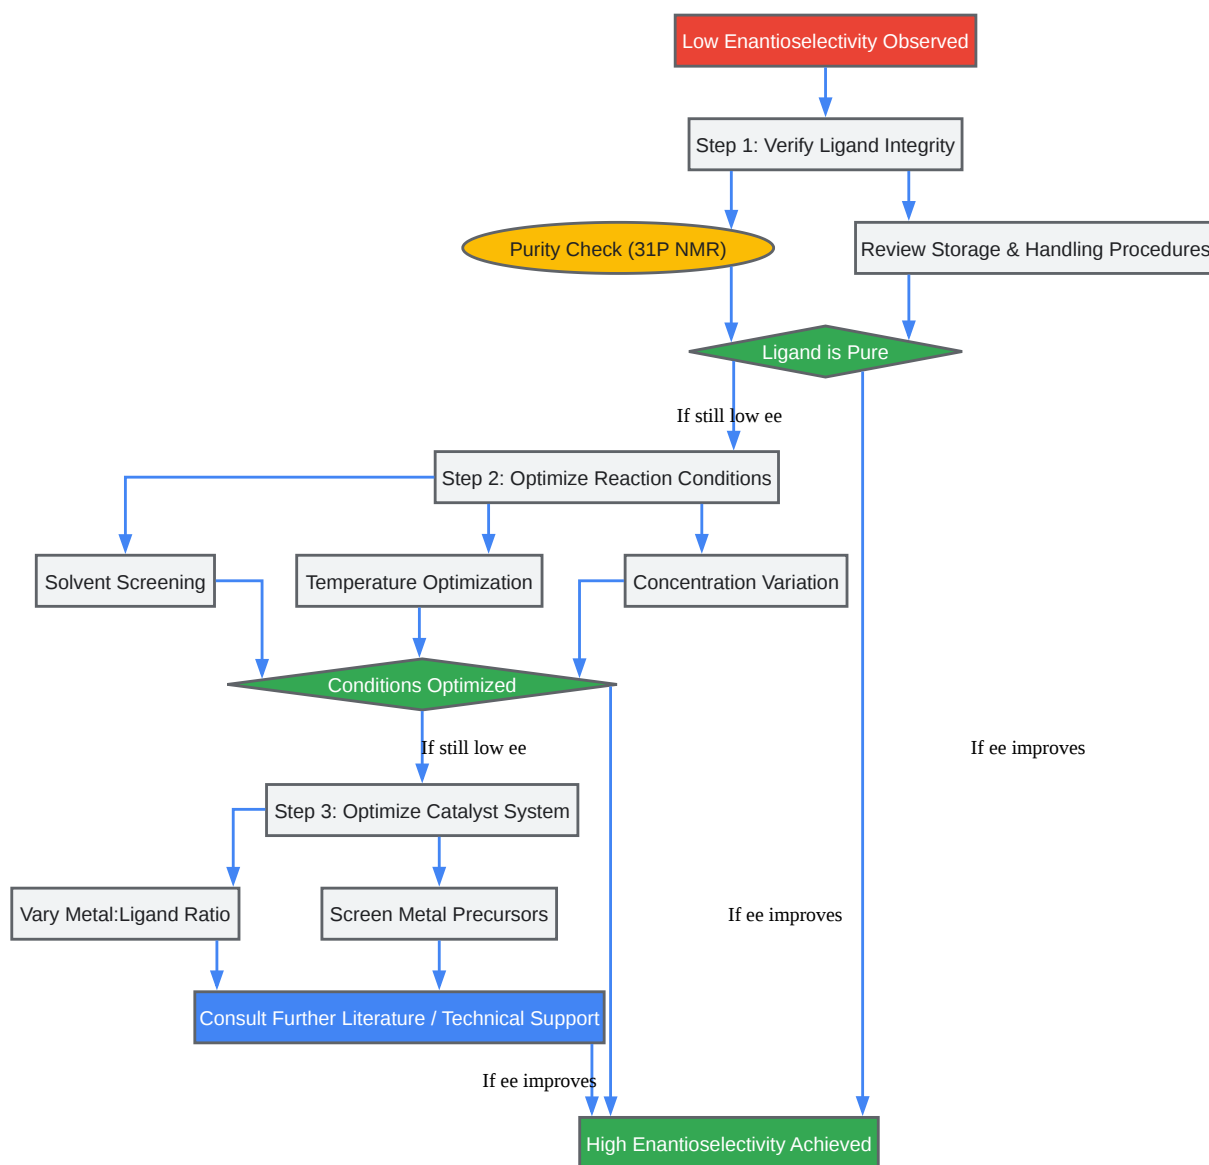 Low Enantioselectivity Observed
Step 1: Verify Ligand Integrity
Purity Check (31P NMR)
Review Storage & Handling Procedures
Ligand is Pure
If still low ee
Step 2: Optimize Reaction Conditions
Solvent Screening
Temperature Optimization
Concentration Variation
Conditions Optimized
If still low ee
If ee improves
Step 3: Optimize Catalyst System
Vary Metal:Ligand Ratio
Screen Metal Precursors
If ee improves
Consult Further Literature / Technical Support
If ee improves
High Enantioselectivity Achieved